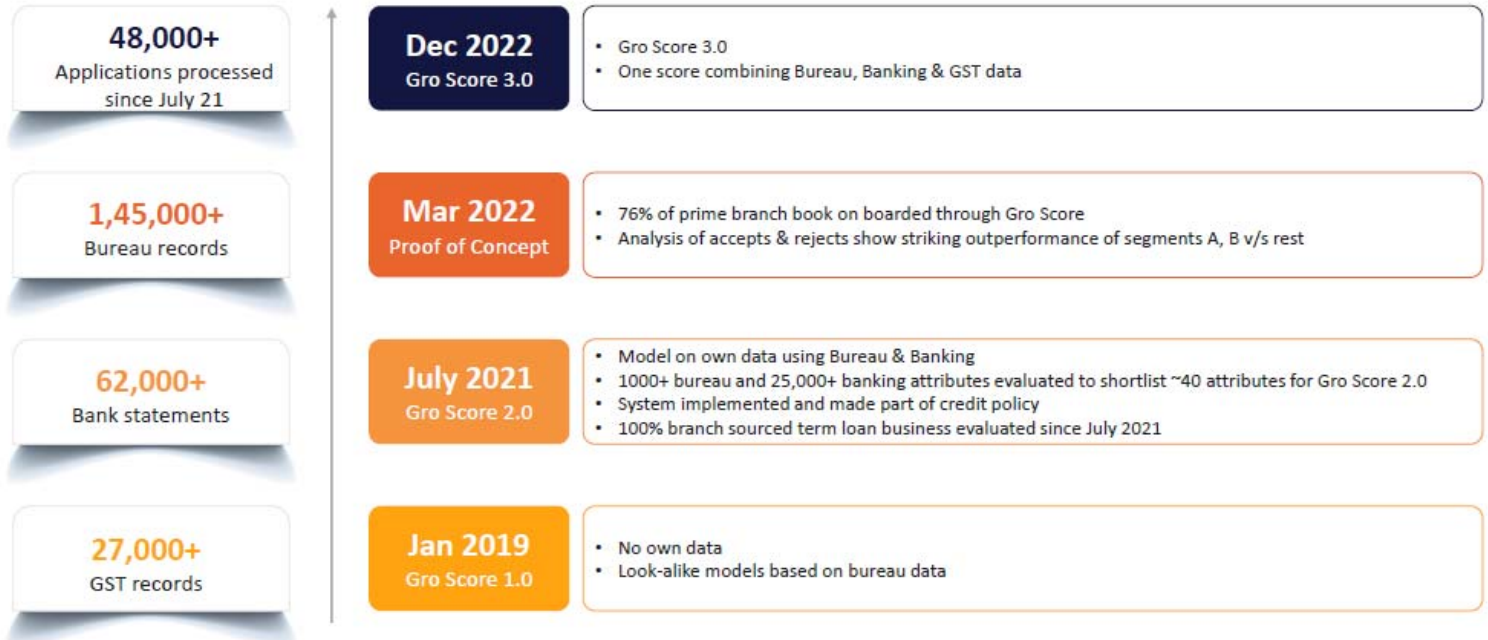 48,000+
Applications processed
since July 21
1,45,000+
Bureau records
62,000+
Bank statements
27,000+
GST records
Dec 2022
Gro Score 3.0
• Gro Score 3.0
• One score combining Bureau, Banking & GST data
Mar 2022
Proof of Concept
• 76% of prime branch book on boarded through Gro Score
• Analysis of accepts & rejects show striking outperformance of segments A, B v/s rest
July 2021
Gro Score 2.0
• Model on own data using Bureau & Banking
• 1000+ bureau and 25,000+ banking attributes evaluated to shortlist ~40 attributes for Gro Score 2.0
• System implemented and made part of credit policy
• 100% branch sourced term loan business evaluated since July 2021
Jan 2019
Gro Score 1.0
• No own data
• Look-alike models based on bureau data